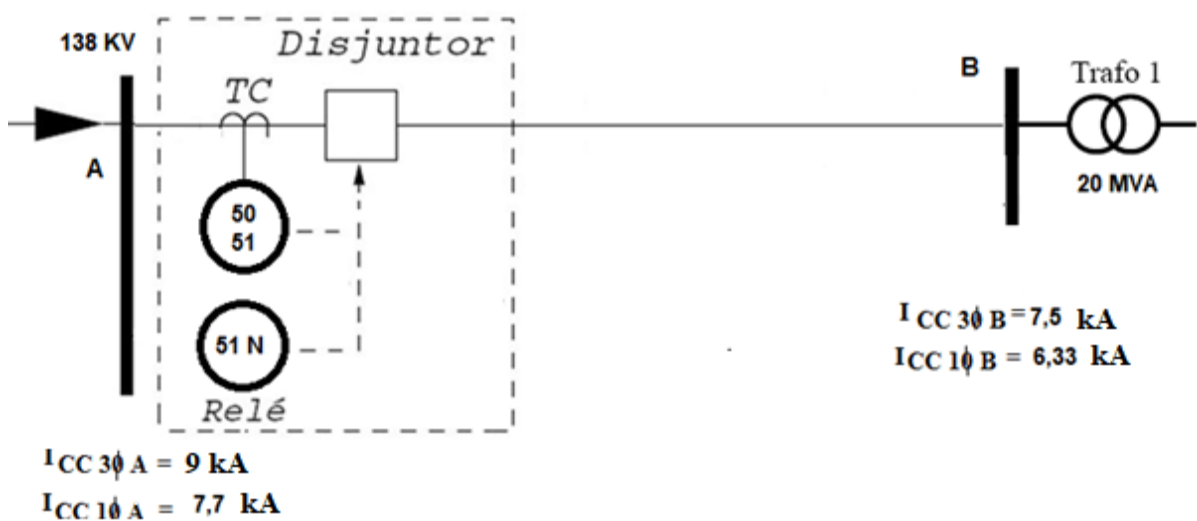 138 KV
Disjuntor
TC
A
50
51
51 N
Relé
B
Trafo 1
20 MVA
I CC 3ϕ B = 7,5 kA
I CC 1ϕ B = 6,33 kA
I CC 3ϕ A = 9 kA
I CC 1ϕ A = 7,7 kA